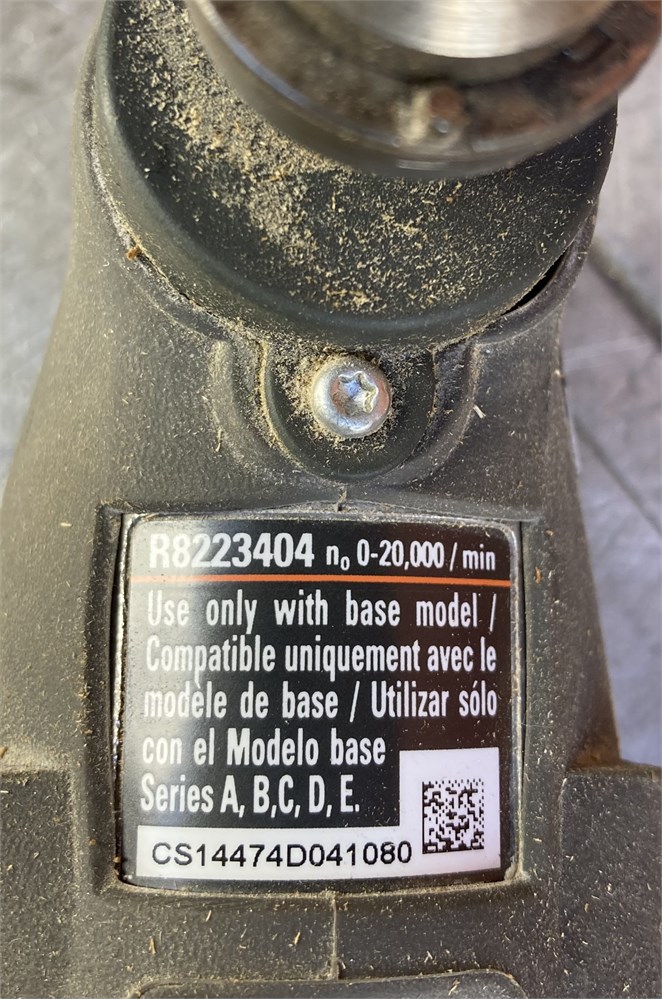 R8223404 n₀ 0-20,000 / min
Use only with base model /
Compatible uniquement avec le
modèle de base / Utilizar sólo
con el Modelo base
Series A, B,C, D, E.
CS14474D041080